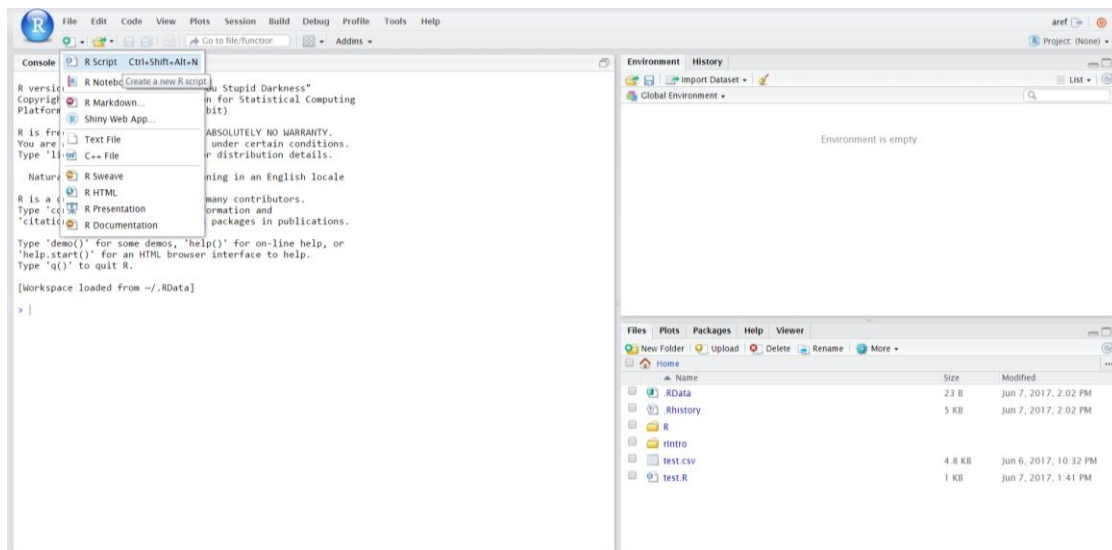 R
File Edit Code View Plots Session Build Debug Profile Tools Help
aref
Go to file/function
Addins
Project: (None)
Console
R Script Ctrl+Shift+Alt+N
R Notebo
Create a new R script
R Markdown...
Shiny Web App...
Text File
C++ File
R Sweave
R HTML
R Presentation
R Documentation
R versi
u Stupid Darkness"
Copyrigh
n for Statistical Computing
Platfor
bit)
R is fre
ABSOLUTELY NO WARRANTY.
You are
under certain conditions.
Type 'li
r distribution details.
Natura
ning in an English locale
R is a c
many contributors.
Type 'co
ormation and
'citati
packages in publications.
Type 'demo()' for some demos, 'help()' for on-line help, or
'help.start()' for an HTML browser interface to help.
Type 'q()' to quit R.
[Workspace loaded from ~/.RData]
>
Environment History
Import Dataset
List
Global Environment
Environment is empty
Files Plots Packages Help Viewer
New Folder Upload Delete Rename More
Home
Name Size Modified
.RData 23 B Jun 7, 2017, 2:02 PM
.Rhistory 5 KB Jun 7, 2017, 2:02 PM
R
rintro
test.csv 4.8 KB Jun 6, 2017, 10:32 PM
test.R 1 KB Jun 7, 2017, 1:41 PM